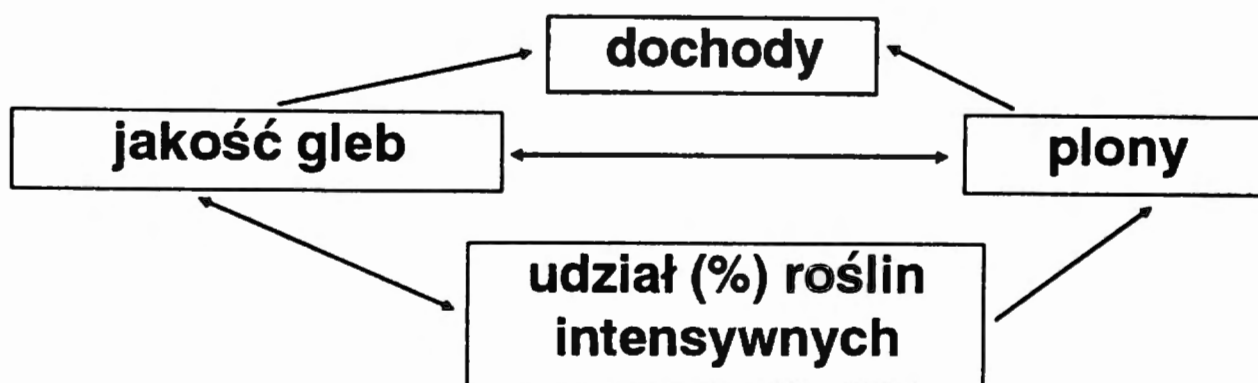 dochody
jakość gleb
plony
udział (%) roślin
intensywnych